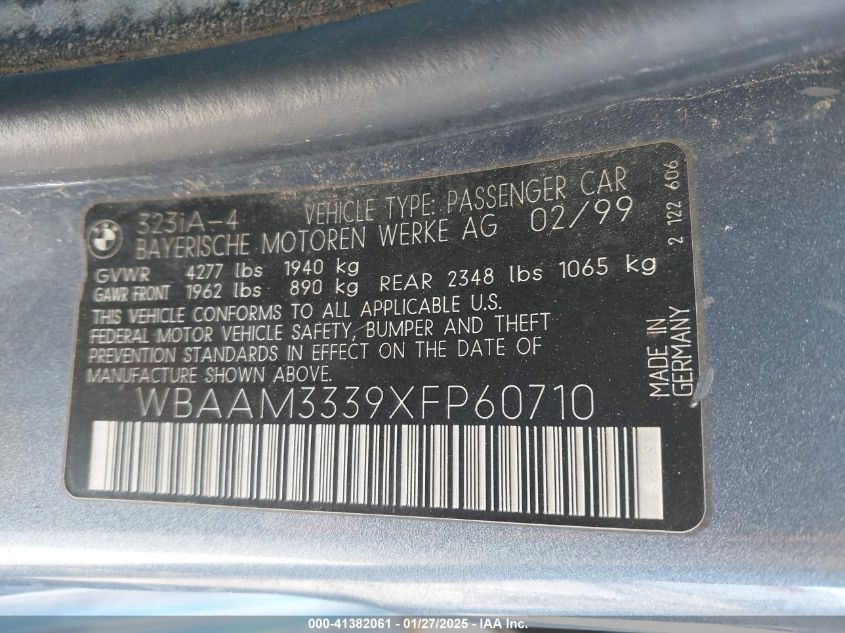 BMW
323iA-4 VEHICLE TYPE: PASSENGER CAR
BAYERISCHE MOTOREN WERKE AG 02/99
GVWR 4277 lbs 1940 kg
GAWR FRONT 1962 lbs 890 kg REAR 2348 lbs 1065 kg
THIS VEHICLE CONFORMS TO ALL APPLICABLE U.S.
FEDERAL MOTOR VEHICLE SAFETY, BUMPER AND THEFT
PREVENTION STANDARDS IN EFFECT ON THE DATE OF
MANUFACTURE SHOWN ABOVE.
WBAAM3339XFP60710
2 122 606
MADE IN
GERMANY
000-41382061 - 01/27/2025 - IAA Inc.